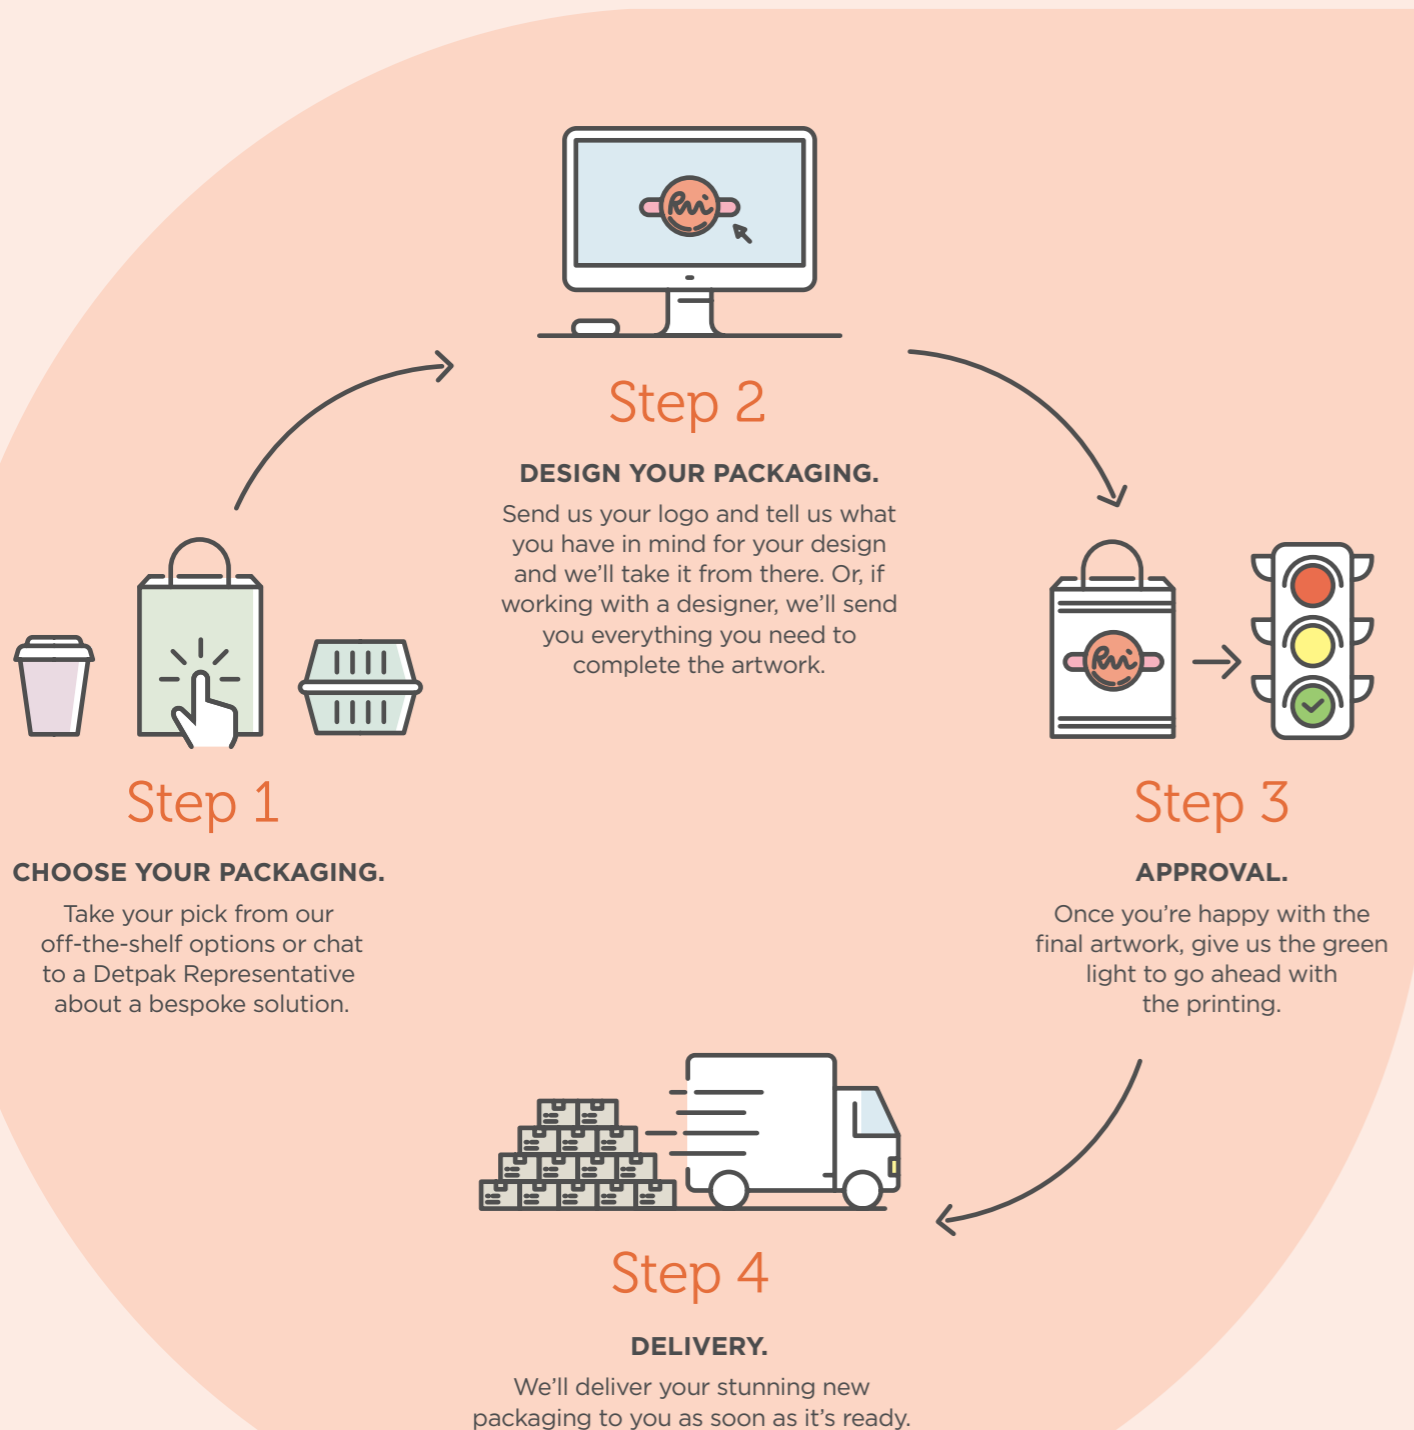 Step 1
CHOOSE YOUR PACKAGING.
Take your pick from our
off-the-shelf options or chat
to a Detpak Representative
about a bespoke solution.
Step 2
DESIGN YOUR PACKAGING.
Send us your logo and tell us what
you have in mind for your design
and we’ll take it from there. Or, if
working with a designer, we’ll send
you everything you need to
complete the artwork.
Step 3
APPROVAL.
Once you’re happy with the
final artwork, give us the green
light to go ahead with
the printing.
Step 4
DELIVERY.
We’ll deliver your stunning new
packaging to you as soon as it’s ready.